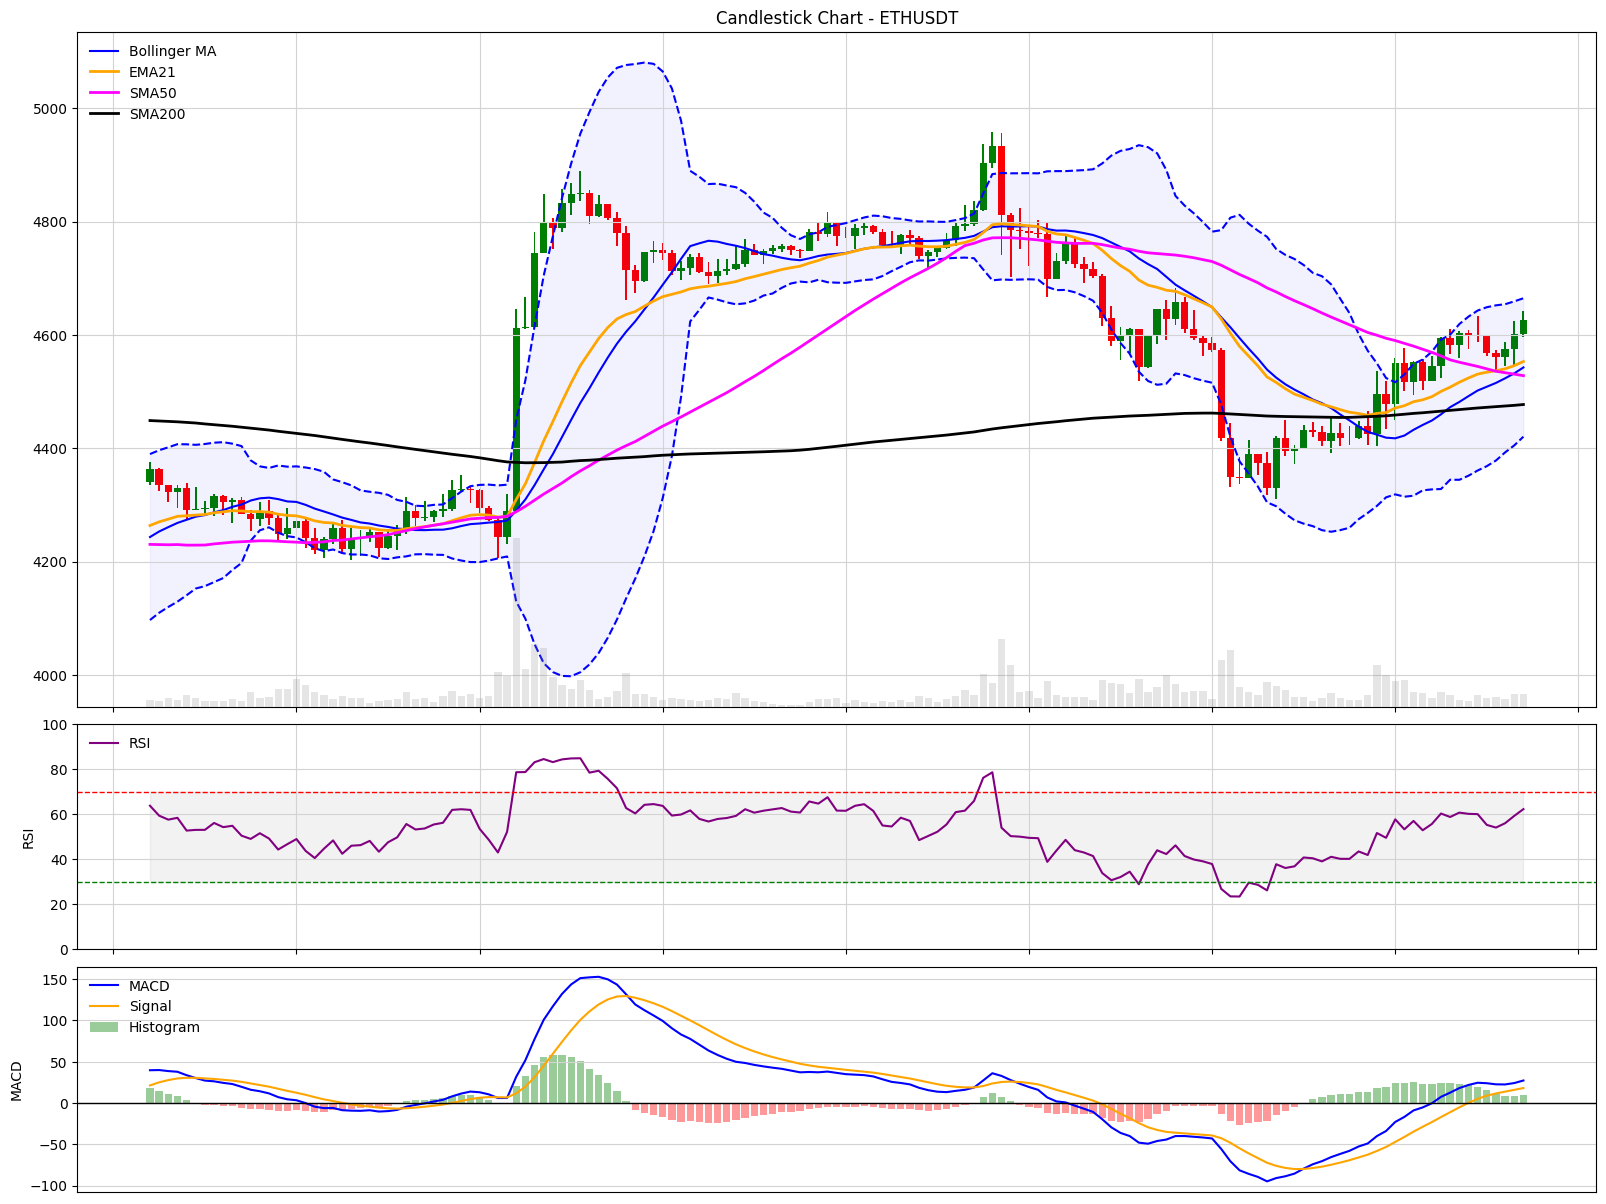 Candlestick Chart - ETHUSDT
Bollinger MA
EMA21
SMA50
SMA200
5000
4800
4600
4400
4200
4000
100
80
60
40
20
0
RSI
RSI
150
100
50
0
−50
−100
MACD
MACD
Signal
Histogram